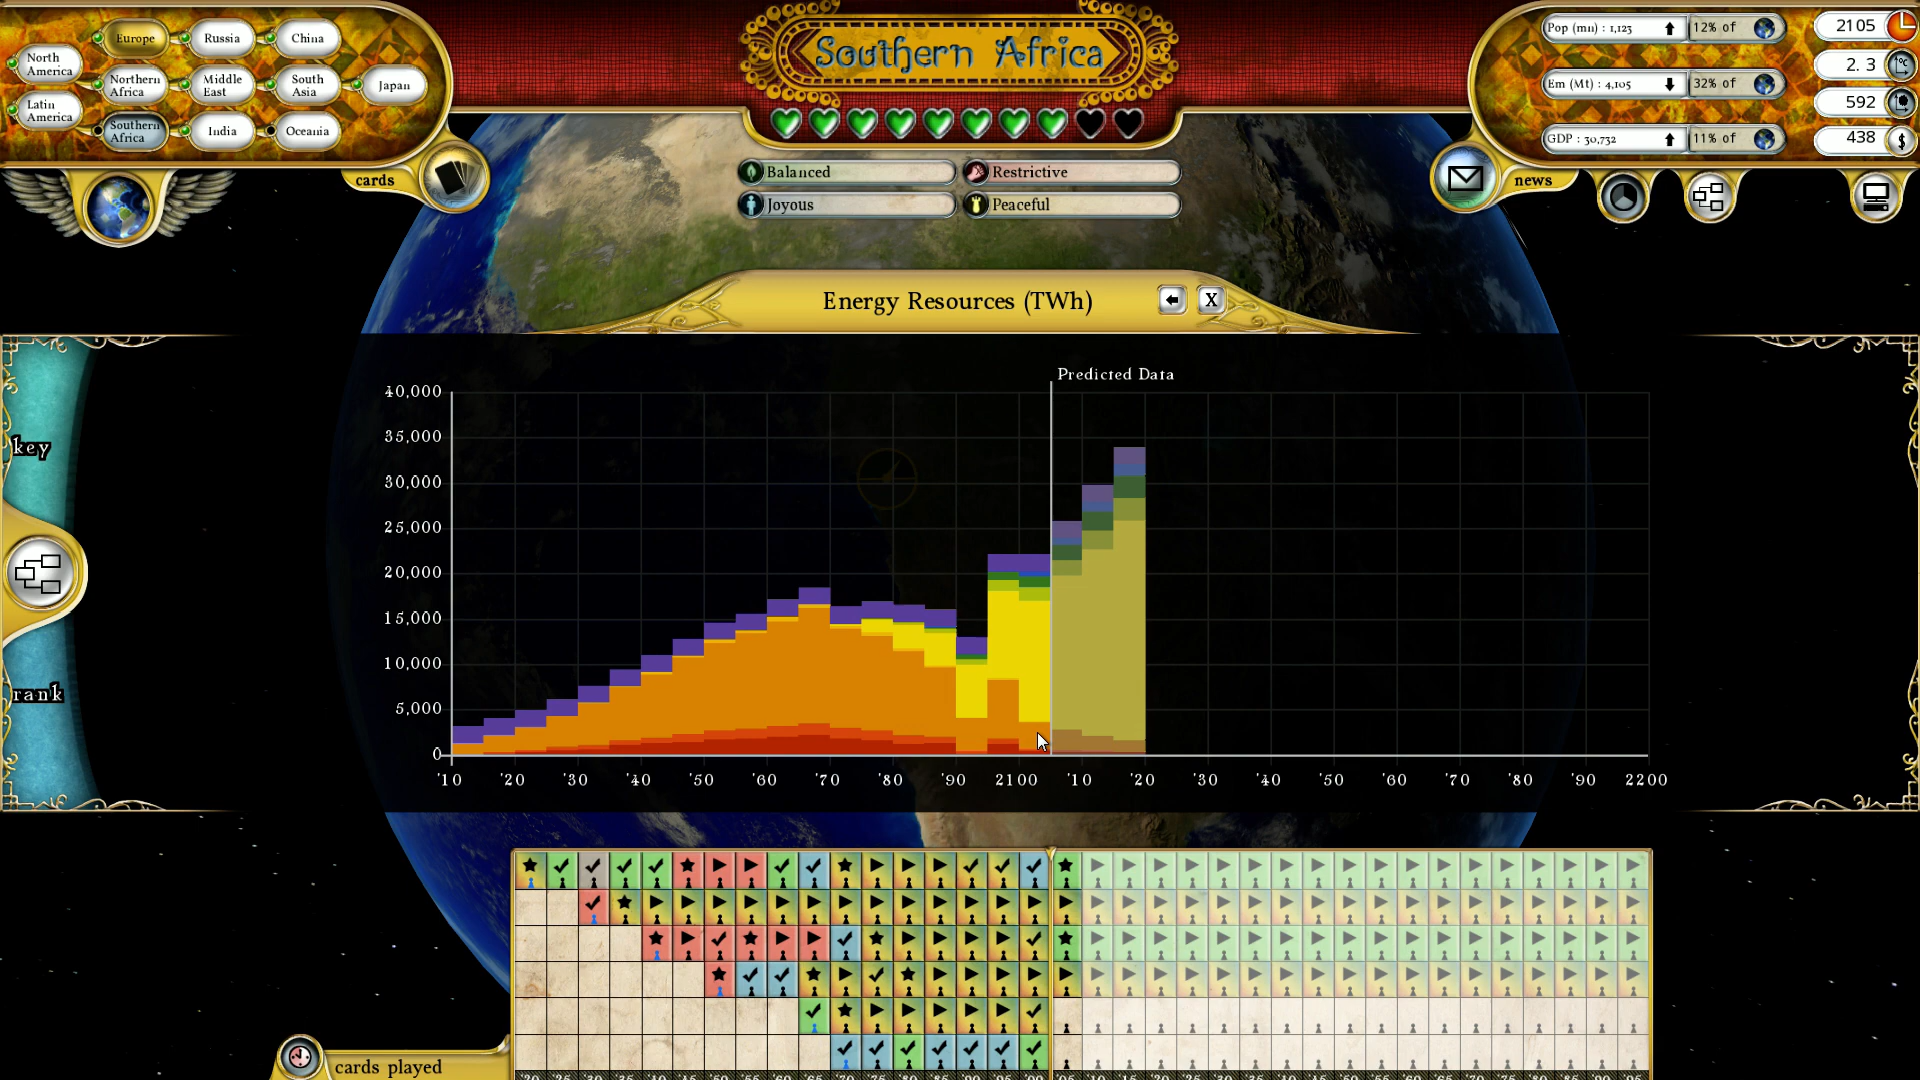 Europe
Russia
China
North
America
Northern
Africa
Middle
East
South
Asia
Japan
Latin
America
Southern
Africa
India
Oceania
cards
Southern Africa
Balanced
Restrictive
Joyous
Peaceful
Pop (mn) : 1,123
12% of
Em (Mt) : 4,105
32% of
GDP : 30,732
11% of
2105
2. 3
°C
592
438
$
news
Energy Resources (TWh)
X
Predicted Data
40,000
35,000
30,000
25,000
20,000
15,000
10,000
5,000
0
'10 '20 '30 '40 '50 '60 '70 '80 '90 2100 '10 '20 '30 '40 '50 '60 '70 '80 '90 2200
key
rank
cards played